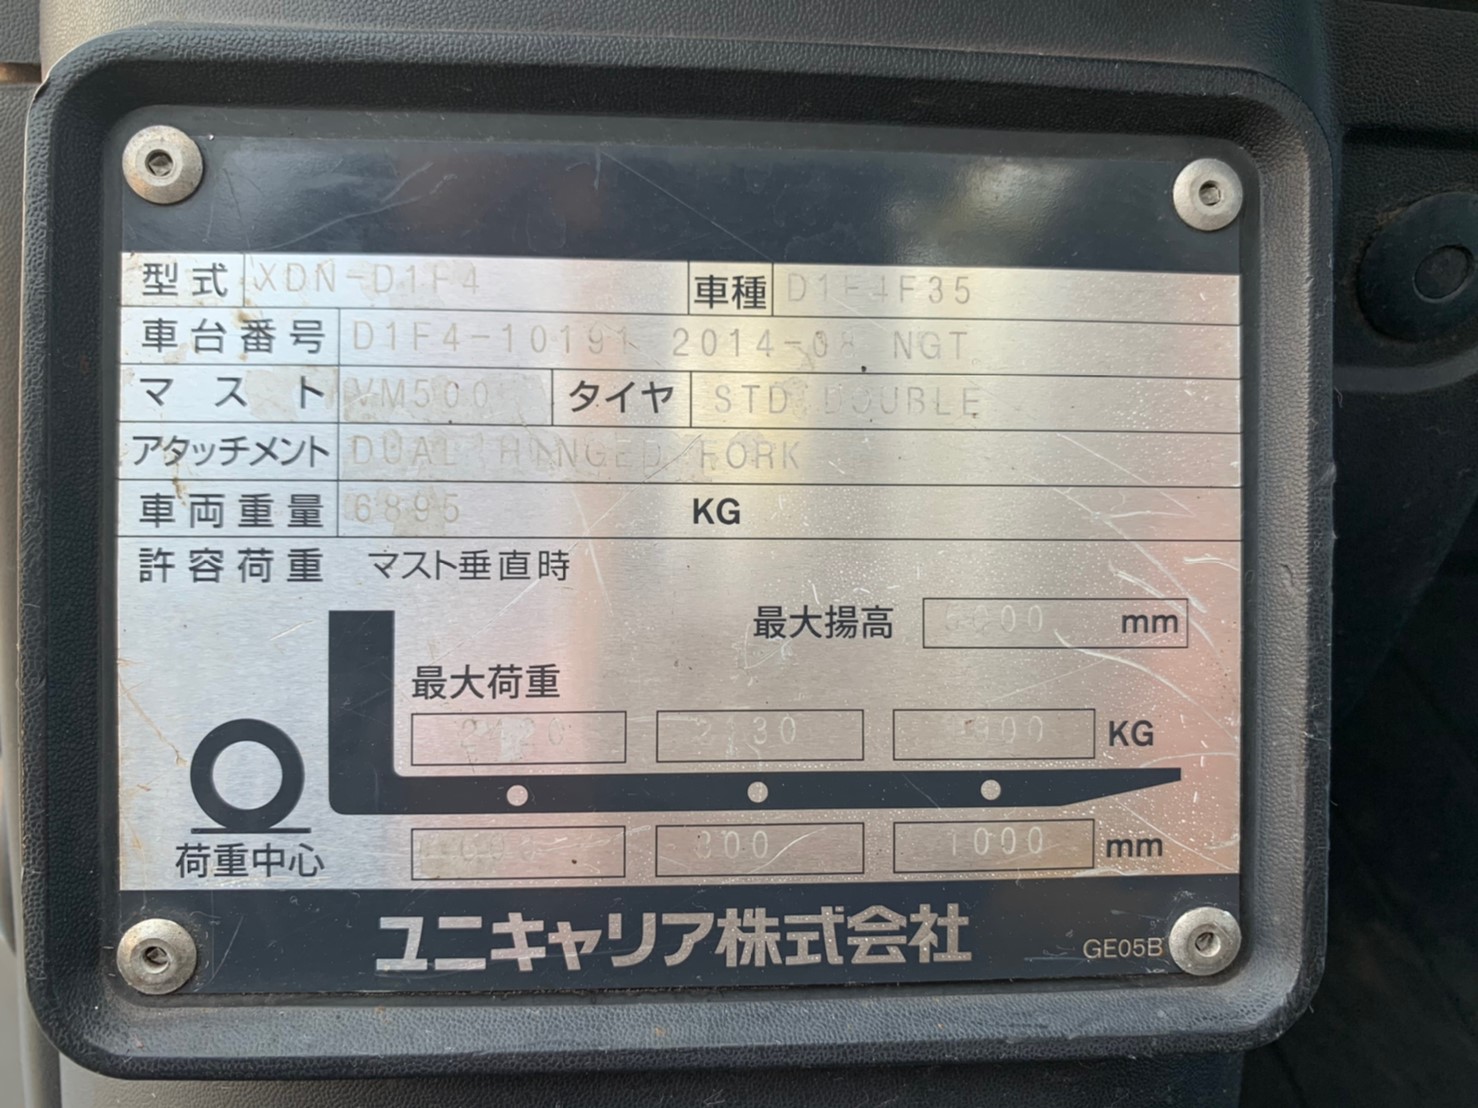 型式 XDN-D1F4 車種 D1F4F35
車台番号 D1F4-10191 2014-08 NGT
マスト VM500 タイヤ STD DOUBLE
アタッチメント DUAL HINGED FORK
車両重量 6895 KG
許容荷重 マスト垂直時
最大揚高 mm
最大荷重
KG
荷重中心 1000 mm
ユニキャリア株式会社 GE05B